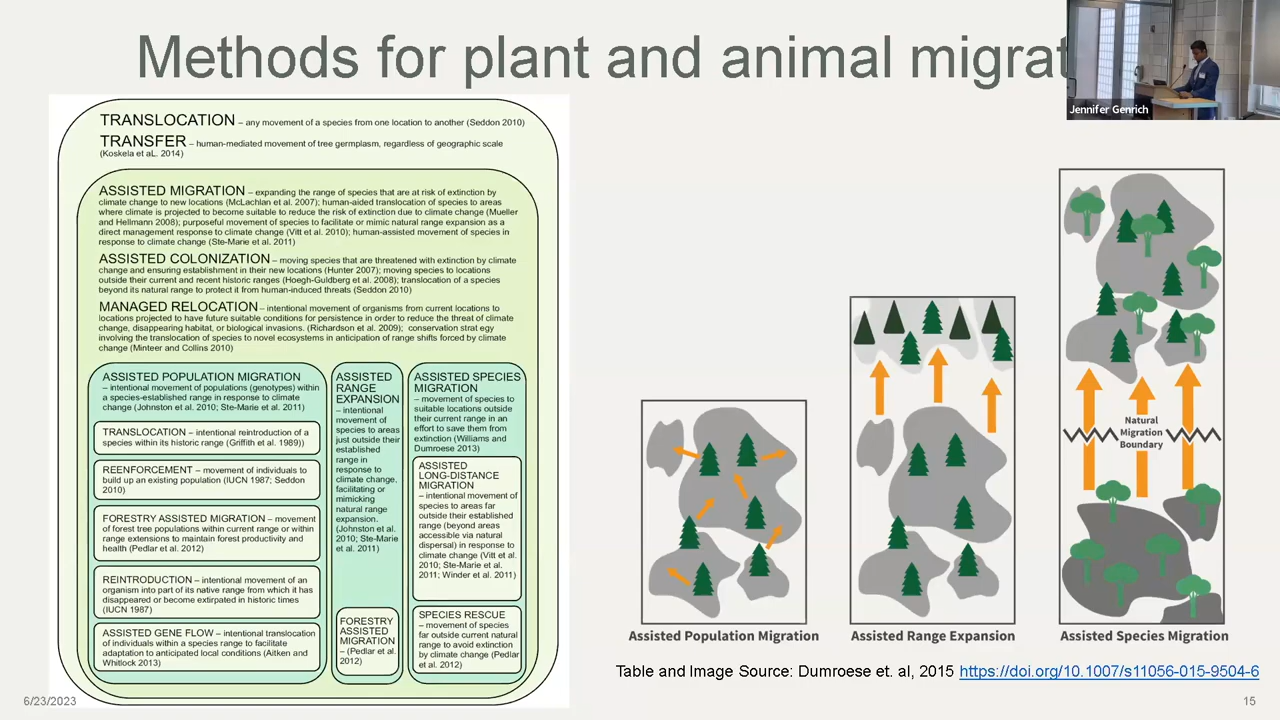 Methods for plant and animal migrat
Jennifer Genrich
TRANSLOCATION – any movement of a species from one location to another (Seddon 2010)
TRANSFER – human-mediated movement of tree germplasm, regardless of geographic scale
(Koskela et aL. 2014)
ASSISTED MIGRATION – expanding the range of species that are at risk of extinction by
climate change to new locations (McLachlan et al. 2007); human-aided translocation of species to areas
where climate is projected to become suitable to reduce the risk of extinction due to climate change (Mueller
and Hellmann 2008); purposeful movement of species to facilitate or mimic natural range expansion as a
direct management response to climate change (Vitt et al. 2010); human-assisted movement of species in
response to climate change (Ste-Marie et al. 2011)
ASSISTED COLONIZATION – moving species that are threatened with extinction by climate
change and ensuring establishment in their new locations (Hunter 2007); moving species to locations
outside their current and recent historic ranges (Hoegh-Guldberg et al. 2008); translocation of a species
beyond its natural range to protect it from human-induced threats (Seddon 2010)
MANAGED RELOCATION – intentional movement of organisms from current locations to
locations projected to have future suitable conditions for persistence in order to reduce the threat of climate
change, disappearing habitat, or biological invasions. (Richardson et al. 2009); conservation strat egy
involving the translocation of species to novel ecosystems in anticipation of range shifts forced by climate
change (Minteer and Collins 2010)
ASSISTED POPULATION MIGRATION
– intentional movement of populations (genotypes) within
a species-established range in response to climate
change (Johnston et al. 2010; Ste-Marie et al. 2011)
TRANSLOCATION – intentional reintroduction of a
species within its historic range (Griffith et al. 1989))
REENFORCEMENT – movement of individuals to
build up an existing population (IUCN 1987; Seddon
2010)
FORESTRY ASSISTED MIGRATION – movement
of forest tree populations within current range or within
range extensions to maintain forest productivity and
health (Pedlar et al. 2012)
REINTRODUCTION – intentional movement of an
organism into part of its native range from which it has
disappeared or become extirpated in historic times
(IUCN 1987)
ASSISTED GENE FLOW – intentional translocation
of individuals within a species range to facilitate
adaptation to anticipated local conditions (Aitken and
Whitlock 2013)
ASSISTED
RANGE
EXPANSION
– intentional
movement of
species to areas
just outside their
established
range in
response to
climate change.
facilitating or
mimicking
natural range
expansion.
(Johnston et al.
2010; Ste-Marie
et al. 2011)
FORESTRY
ASSISTED
MIGRATION
– (Pedlar et al.
2012)
ASSISTED SPECIES
MIGRATION
– movement of species to
suitable locations outside
their current range in an
effort to save them from
extinction (Williams and
Dumroese 2013)
ASSISTED
LONG-DISTANCE
MIGRATION
– intentional movement of
species to areas far
outside their established
range (beyond areas
accessible via natural
dispersal) in response to
climate change (Vitt et al.
2010; Ste-Marie et al.
2011; Winder et al. 2011)
SPECIES RESCUE
– movement of species
far outside current natural
range to avoid extinction
by climate change (Pedlar
et al. 2012)
Natural
Migration
Boundary
Assisted Population Migration
Assisted Range Expansion
Assisted Species Migration
Table and Image Source: Dumroese et. al, 2015 https://doi.org/10.1007/s11056-015-9504-6
6/23/2023
15